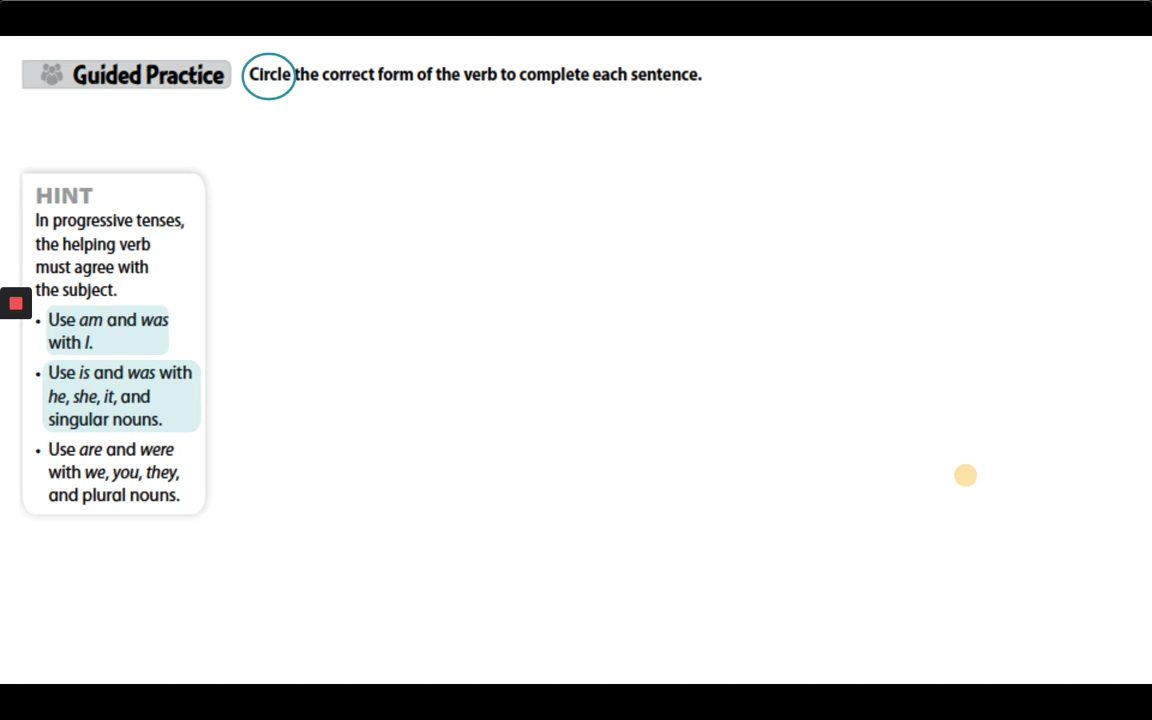 Guided Practice Circle the correct form of the verb to complete each sentence.
HINT
In progressive tenses,
the helping verb
must agree with
the subject.
• Use am and was
with I.
• Use is and was with
he, she, it, and
singular nouns.
• Use are and were
with we, you, they,
and plural nouns.